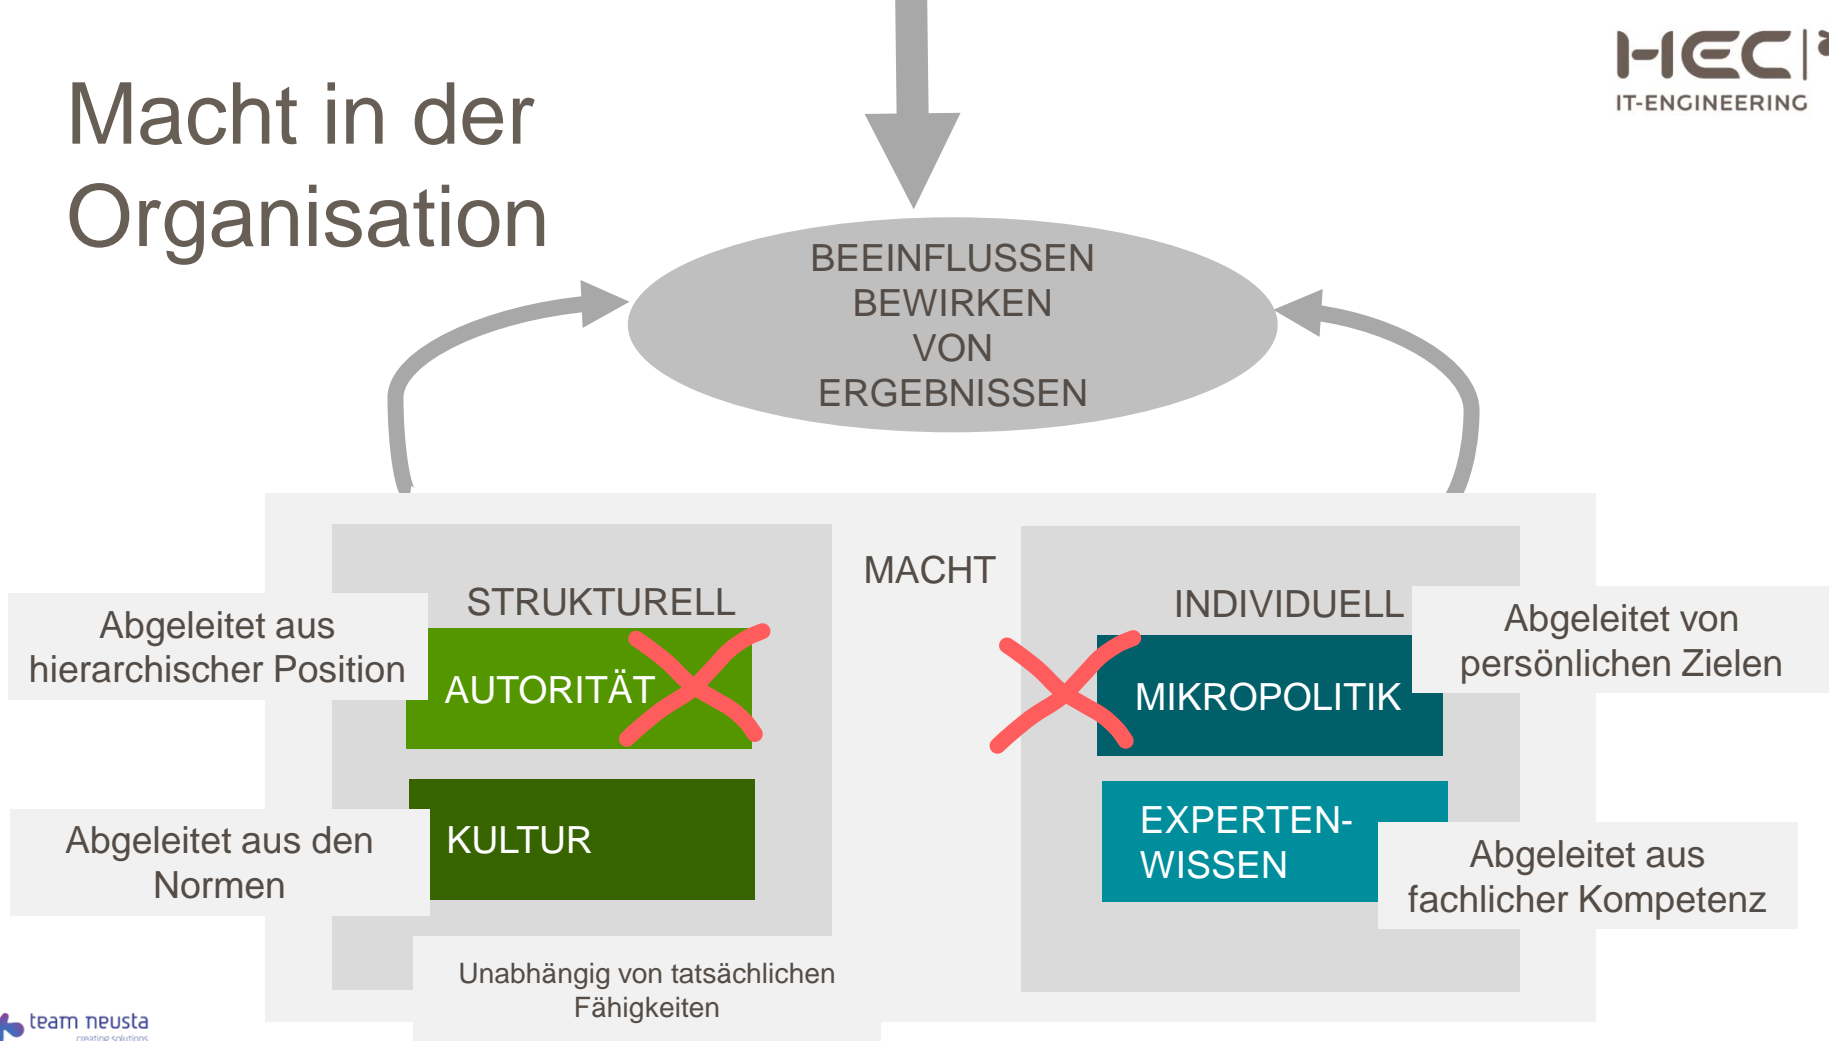 Macht in der
Organisation
HEC
IT-ENGINEERING
BEEINFLUSSEN
BEWIRKEN
VON
ERGEBNISSEN
MACHT
STRUKTURELL
Abgeleitet aus
hierarchischer Position
AUTORITÄT
Abgeleitet aus den
Normen
KULTUR
Unabhängig von tatsächlichen
Fähigkeiten
INDIVIDUELL
MIKROPOLITIK
Abgeleitet von
persönlichen Zielen
EXPERTEN-
WISSEN
Abgeleitet aus
fachlicher Kompetenz
team neusta
creating solutions